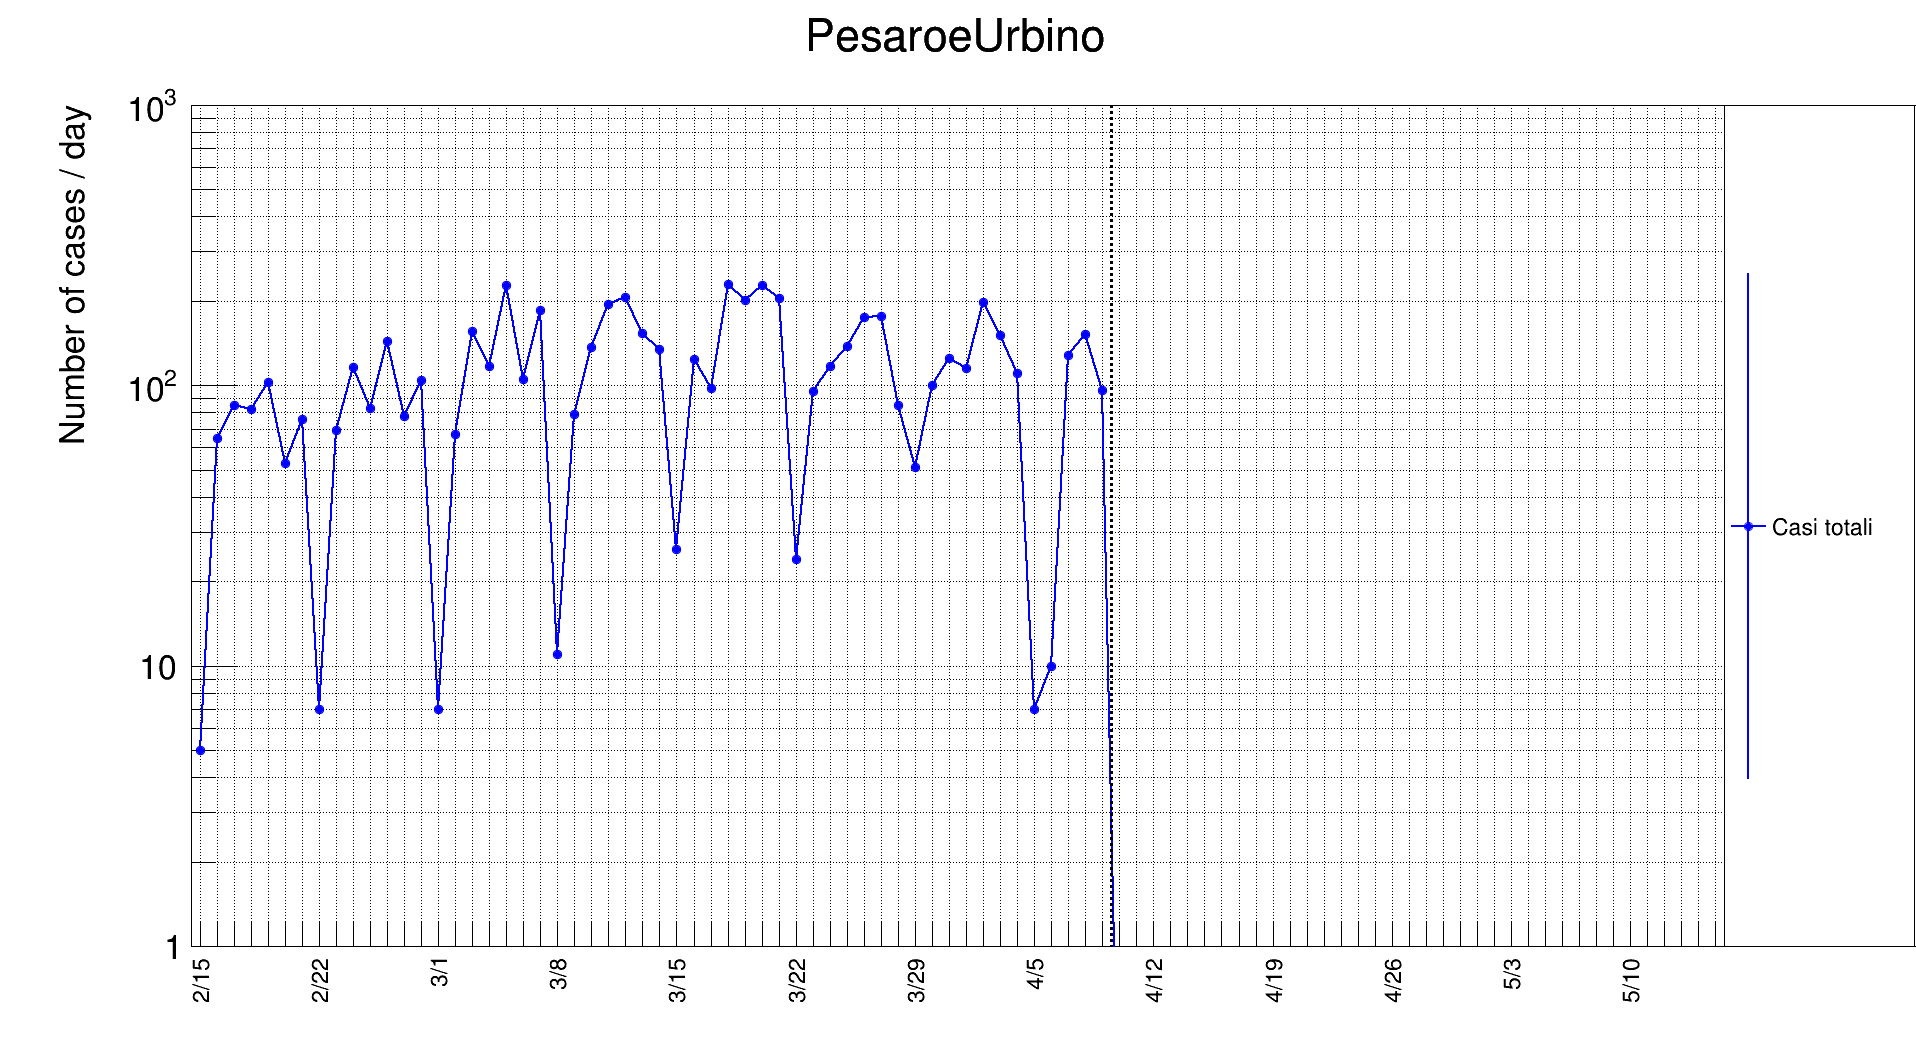 PesaroeUrbino
Number of cases / day
10³
10²
10
1
2/15 2/22 3/1 3/8 3/15 3/22 3/29 4/5 4/12 4/19 4/26 5/3 5/10
Casi totali